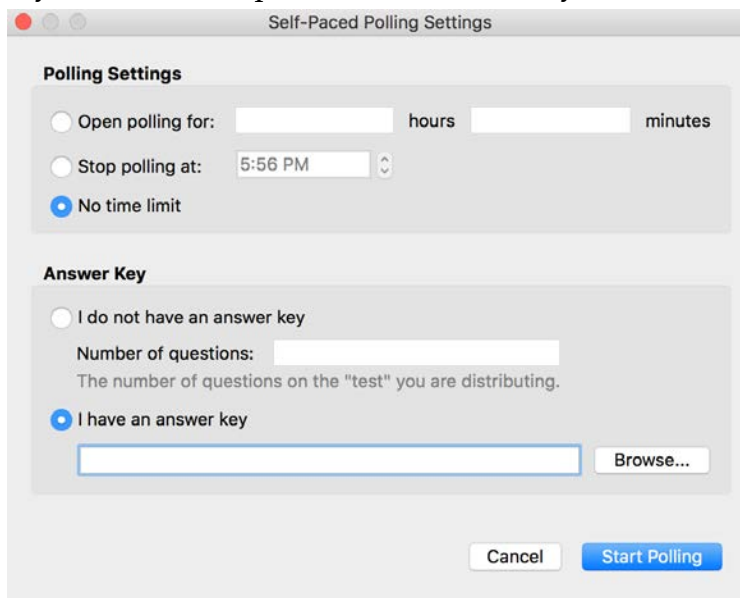 Self-Paced Polling Settings
Polling Settings
Open polling for: hours minutes
Stop polling at: 5:56 PM
No time limit
Answer Key
I do not have an answer key
Number of questions:
The number of questions on the "test" you are distributing.
I have an answer key
Browse...
Cancel Start Polling